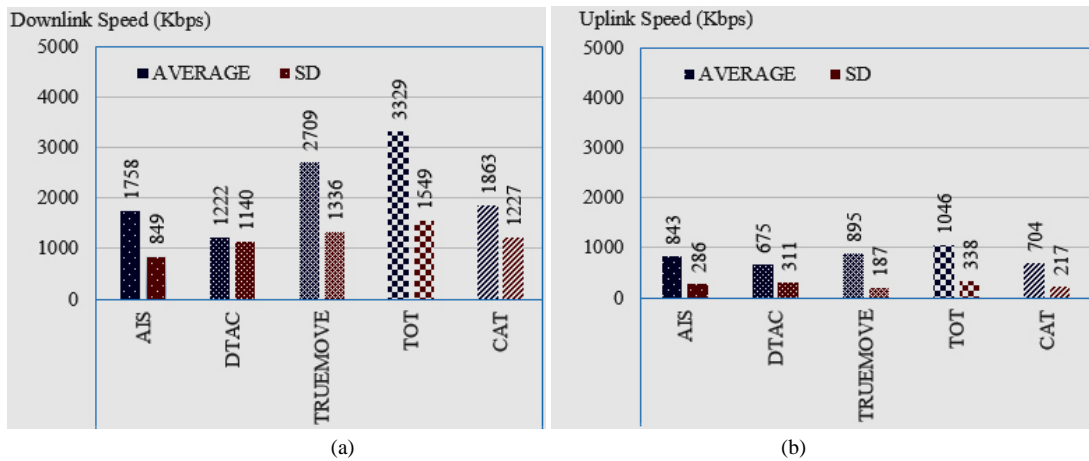 Downlink Speed (Kbps)
5000
4000
3000
2000
1000
0
AVERAGE SD
1758
849
1222
1140
2709
1336
3329
1549
1863
1227
AIS
DTAC
TRUEMOVE
TOT
CAT
(a)
Uplink Speed (Kbps)
5000
4000
3000
2000
1000
0
AVERAGE SD
843
286
675
311
895
187
1046
338
704
217
AIS
DTAC
TRUEMOVE
TOT
CAT
(b)